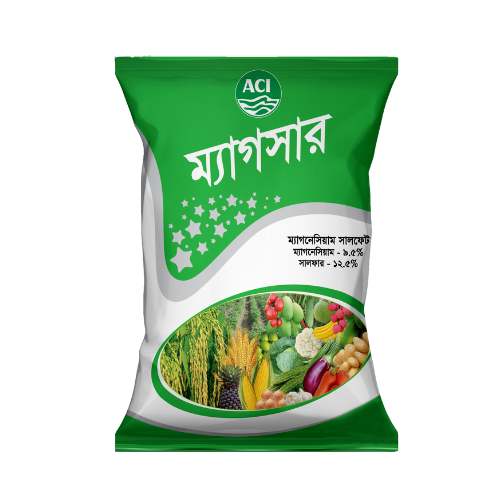 ACI
ম্যাগসার
ম্যাগনেসিয়াম সালফেট
ম্যাগনেসিয়াম - ৯.৫%
সালফার - ১২.৫%